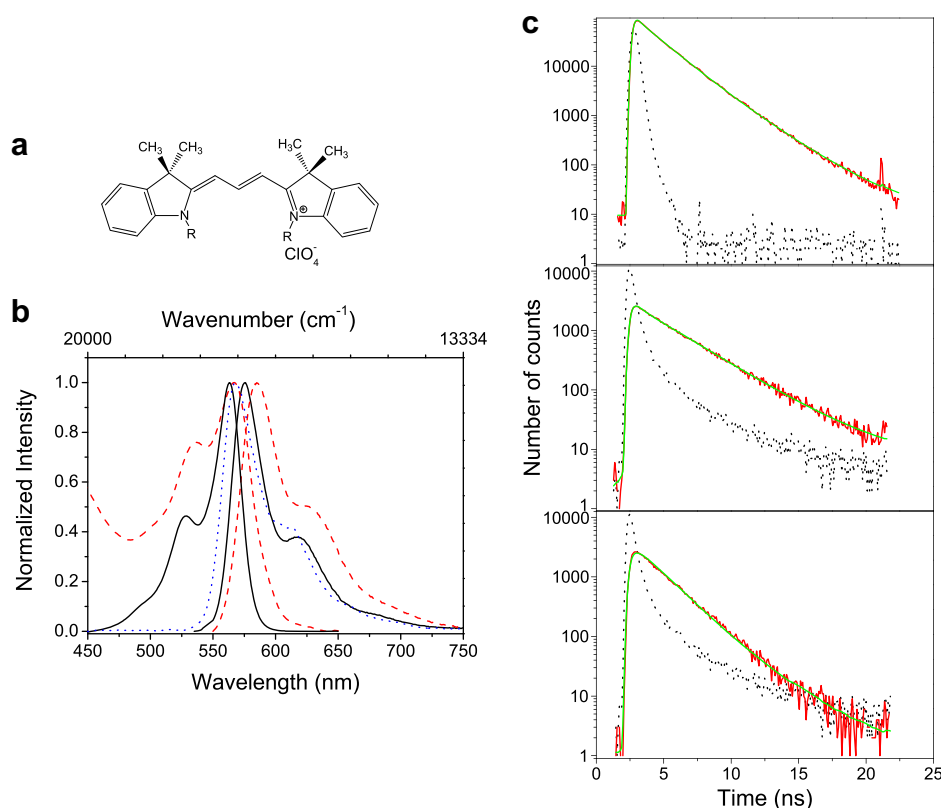 a
H₃C CH₃ H₃C CH₃
N N ⊕
R R
ClO₄⁻
b
Wavenumber (cm⁻¹)
20000 13334
Normalized Intensity
1.0
0.8
0.6
0.4
0.2
0.0
450 500 550 600 650 700 750
Wavelength (nm)
c
Number of counts
10000
1000
100
10
1
10000
1000
100
10
1
10000
1000
100
10
1
0 5 10 15 20 25
Time (ns)